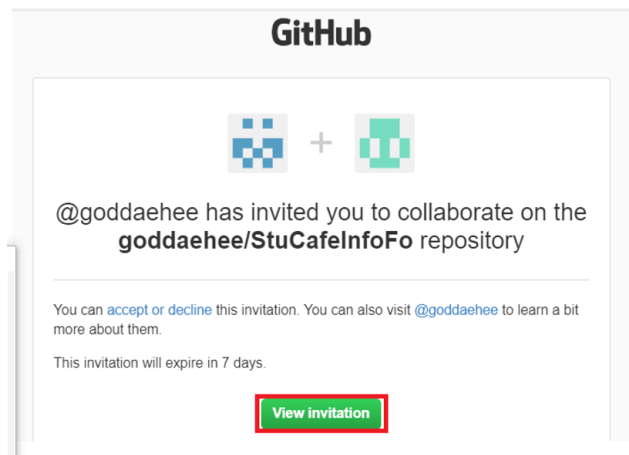 GitHub
@goddaehee has invited you to collaborate on the
goddaehee/StuCafeInfoFo repository
You can accept or decline this invitation. You can also visit @goddaehee to learn a bit
more about them.
This invitation will expire in 7 days.
View invitation